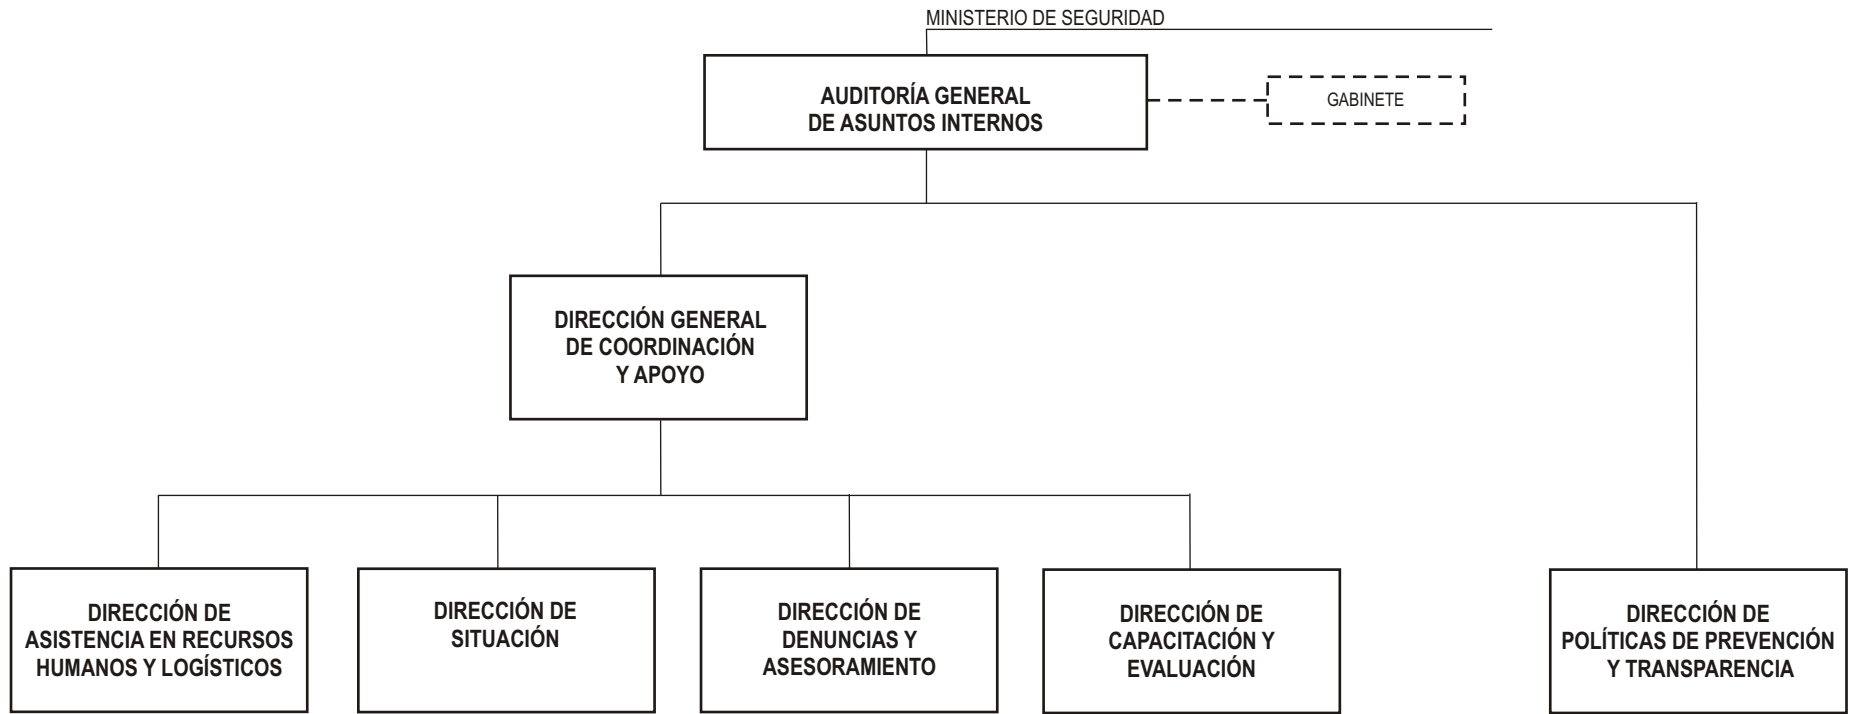 MINISTERIO DE SEGURIDAD
AUDITORÍA GENERAL
DE ASUNTOS INTERNOS
GABINETE
DIRECCIÓN GENERAL
DE COORDINACIÓN
Y APOYO
DIRECCIÓN DE
ASISTENCIA EN RECURSOS
HUMANOS Y LOGÍSTICOS
DIRECCIÓN DE
SITUACIÓN
DIRECCIÓN DE
DENUNCIAS Y
ASESORAMIENTO
DIRECCIÓN DE
CAPACITACIÓN Y
EVALUACIÓN
DIRECCIÓN DE
POLÍTICAS DE PREVENCIÓN
Y TRANSPARENCIA